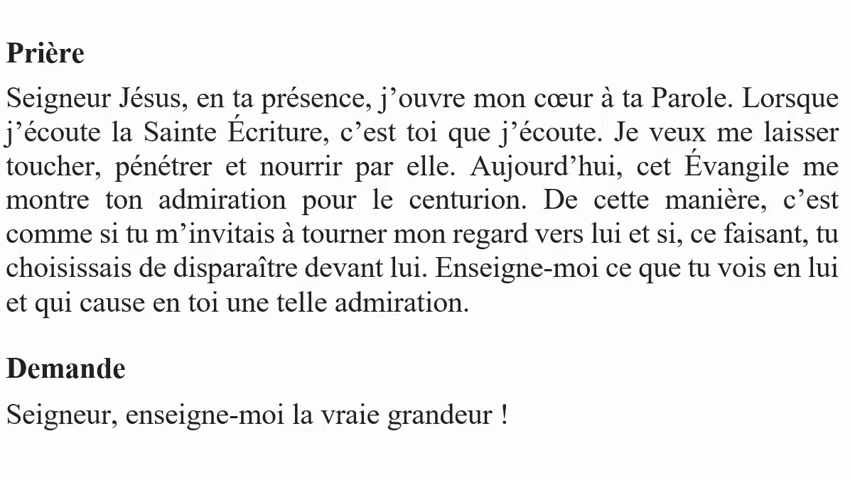 Prière
Seigneur Jésus, en ta présence, j’ouvre mon cœur à ta Parole. Lorsque
j’écoute la Sainte Écriture, c’est toi que j’écoute. Je veux me laisser
toucher, pénétrer et nourrir par elle. Aujourd’hui, cet Évangile me
montre ton admiration pour le centurion. De cette manière, c’est
comme si tu m’invitais à tourner mon regard vers lui et si, ce faisant, tu
choisissais de disparaître devant lui. Enseigne-moi ce que tu vois en lui
et qui cause en toi une telle admiration.
Demande
Seigneur, enseigne-moi la vraie grandeur !